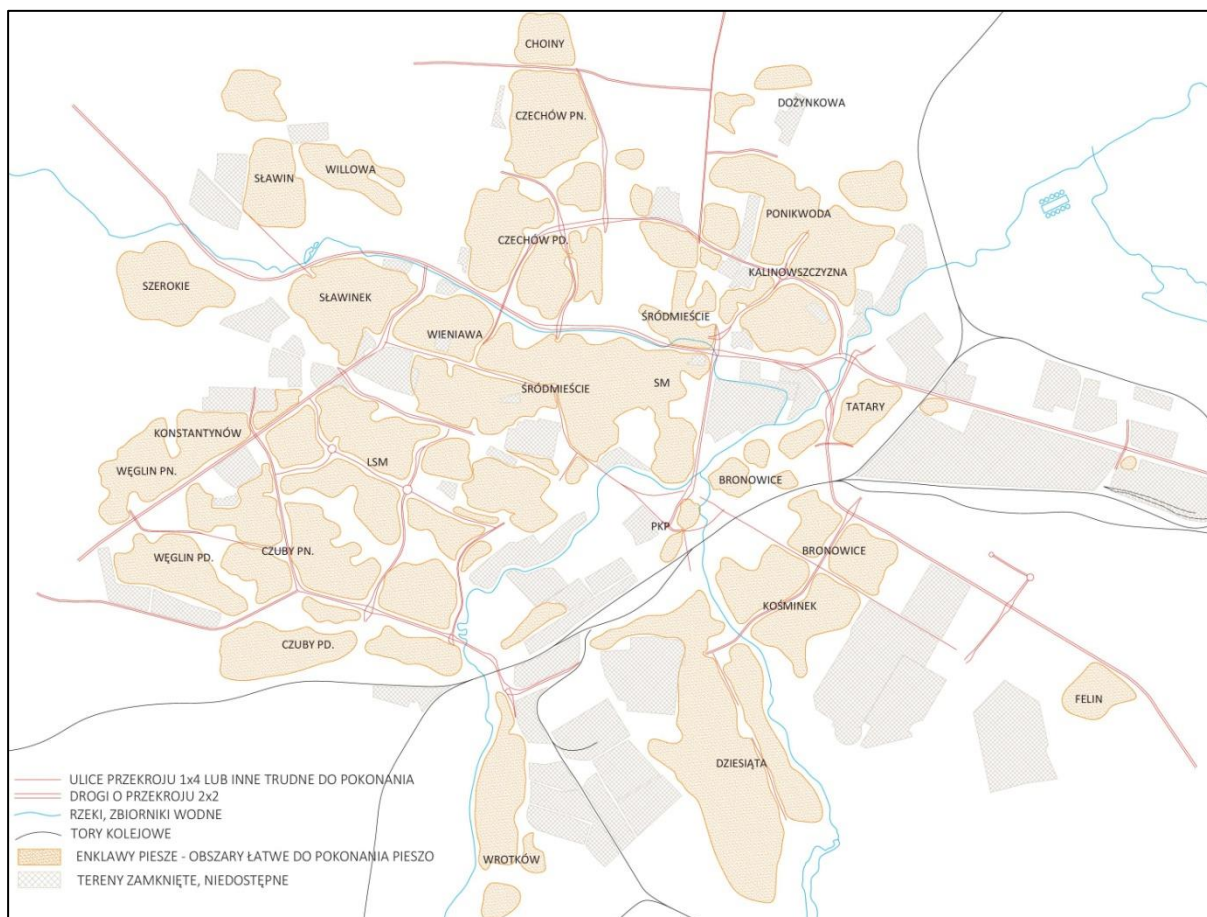 CHOINY
CZECHÓW PN.
DOŻYNKOWA
WILLOWA
SŁAWIN
PONIKWODA
CZECHÓW PD.
KALINOWSZCZYZNA
SZEROKIE
SŁAWINEK
ŚRÓDMIEŚCIE
WIENIAWA
ŚRÓDMIEŚCIE
SM
TATARY
KONSTANTYNÓW
LSM
WĘGLIN PN.
BRONOWICE
PKP
BRONOWICE
CZUBY PN.
WĘGLIN PD.
KOŚMINEK
CZUBY PD.
FELIN
DZIESIĄTA
WROTKÓW
ULICE PRZEKROJU 1x4 LUB INNE TRUDNE DO POKONANIA
DROGI O PRZEKROJU 2x2
RZEKI, ZBIORNIKI WODNE
TORY KOLEJOWE
ENKLAWY PIESZE - OBSZARY ŁATWE DO POKONANIA PIESZO
TERENY ZAMKNIĘTE, NIEDOSTĘPNE